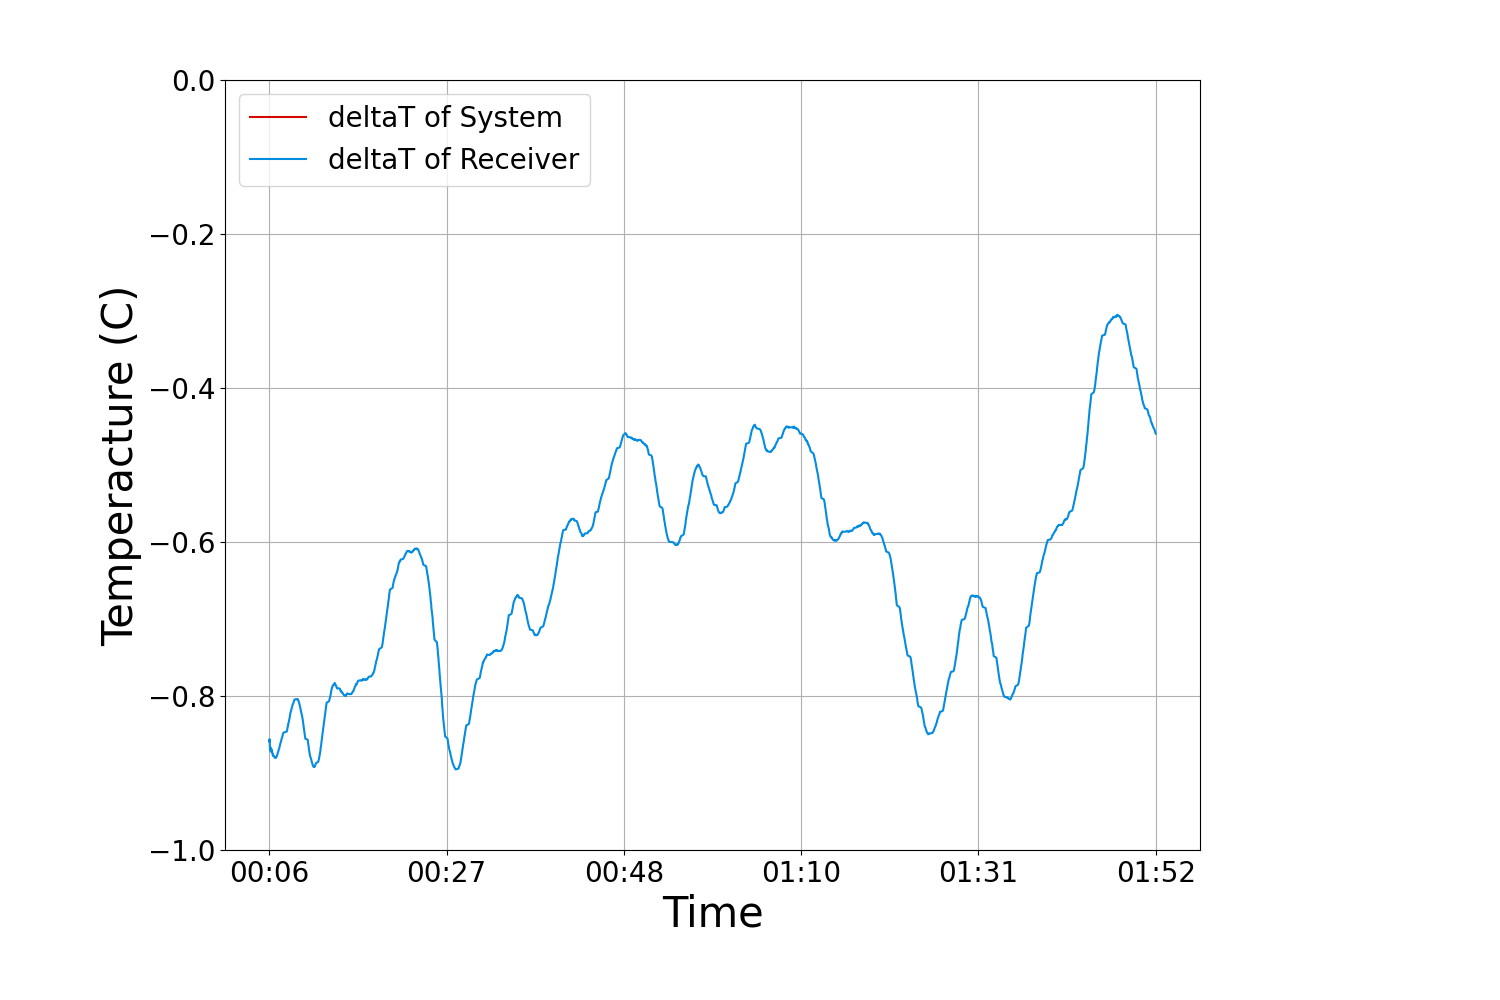 deltaT of System
deltaT of Receiver
0.0
−0.2
−0.4
−0.6
−0.8
−1.0
Temperacture (C)
00:06 00:27 00:48 01:10 01:31 01:52
Time